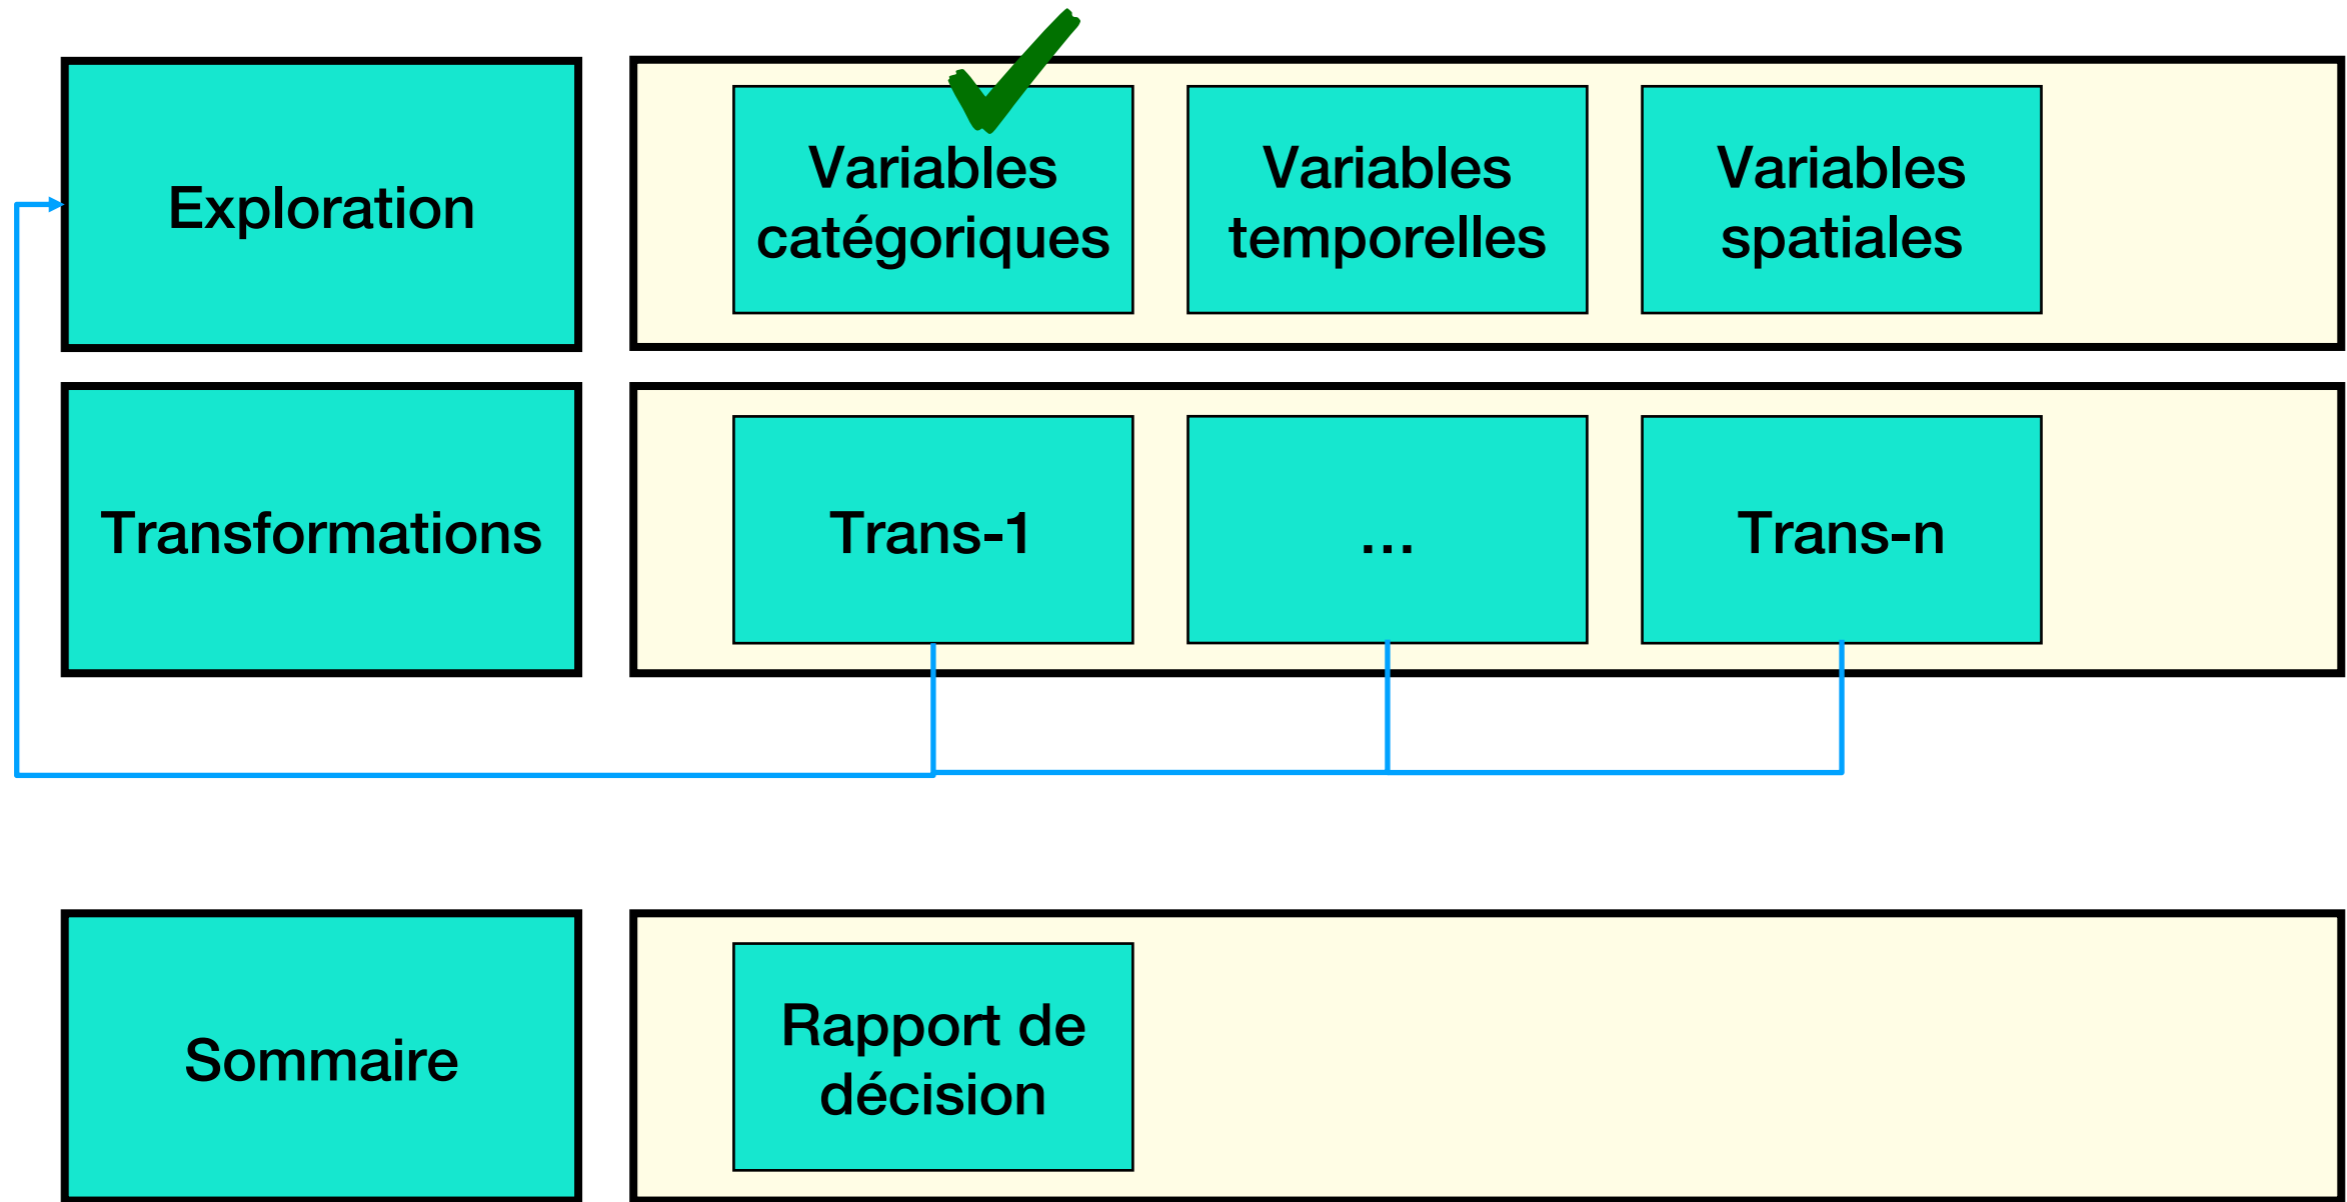 Exploration
Variables
catégoriques
Variables
temporelles
Variables
spatiales
Transformations
Trans-1
...
Trans-n
Sommaire
Rapport de
décision